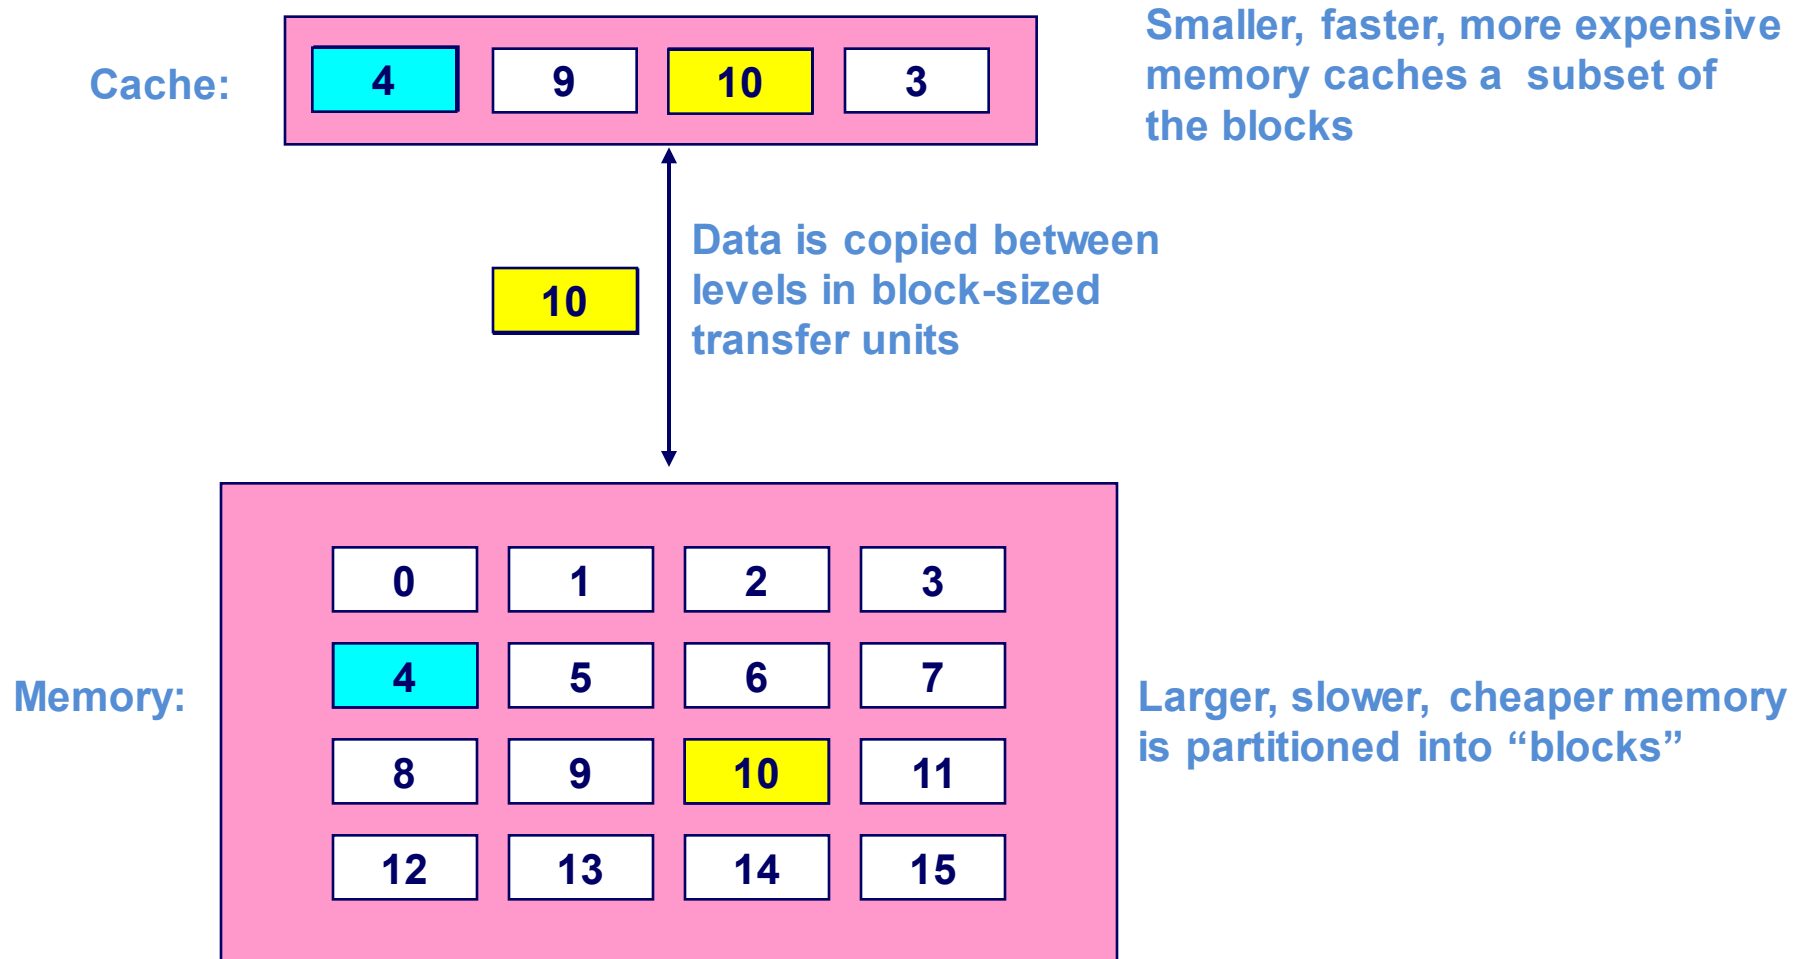 Smaller, faster, more expensive
memory caches a subset of
the blocks
Cache:
4 9 10 3
Data is copied between
levels in block-sized
transfer units
10
0 1 2 3
4 5 6 7
8 9 10 11
12 13 14 15
Memory:
Larger, slower, cheaper memory
is partitioned into “blocks”